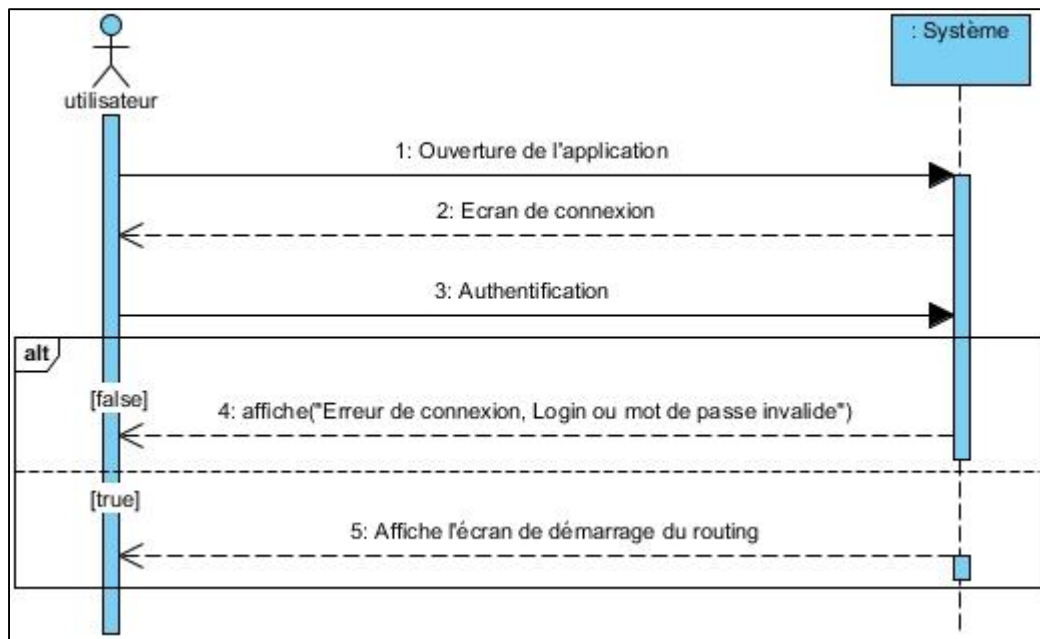 : Système
utilisateur
1: Ouverture de l'application
2: Ecran de connexion
3: Authentification
alt
[false]
4: affiche("Erreur de connexion, Login ou mot de passe invalide")
[true]
5: Affiche l'écran de démarrage du routing